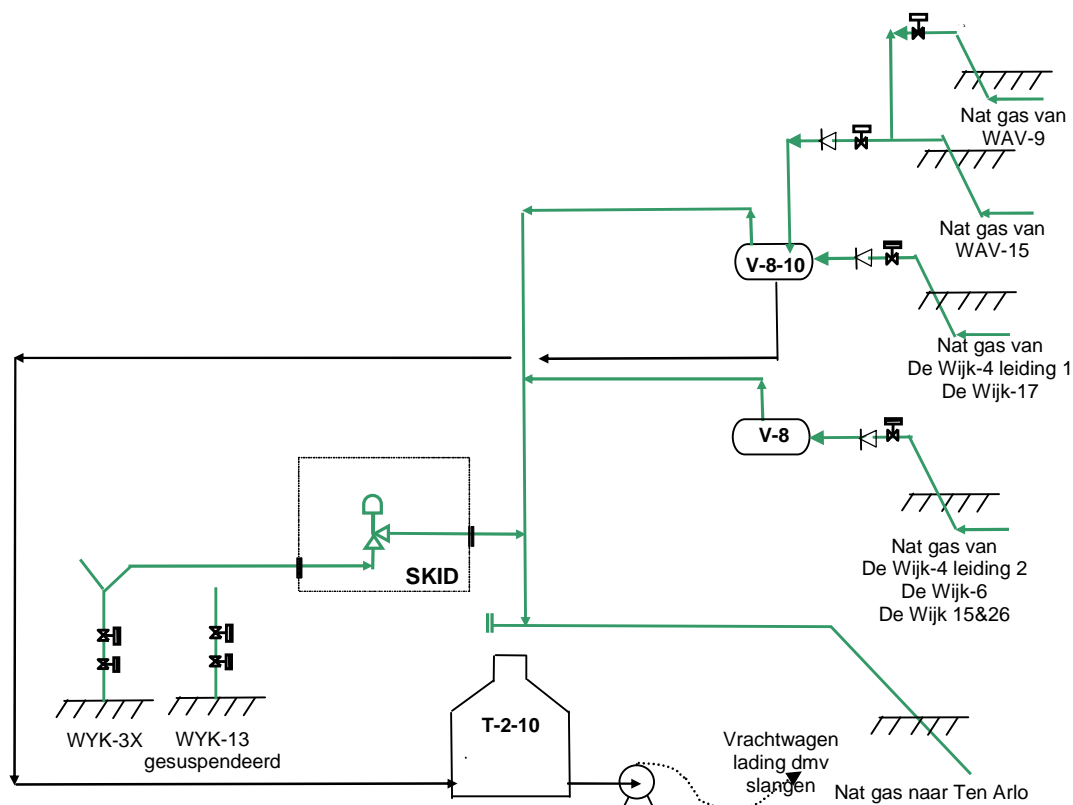 Nat gas van
WAV-9
Nat gas van
WAV-15
V-8-10
Nat gas van
De Wijk-4 leiding 1
De Wijk-17
V-8
Nat gas van
De Wijk-4 leiding 2
De Wijk-6
De Wijk 15&26
SKID
WYK-3X
WYK-13
gesuspendeerd
T-2-10
Vrachtwagen
lading dmv
slangen
Nat gas naar Ten Arlo